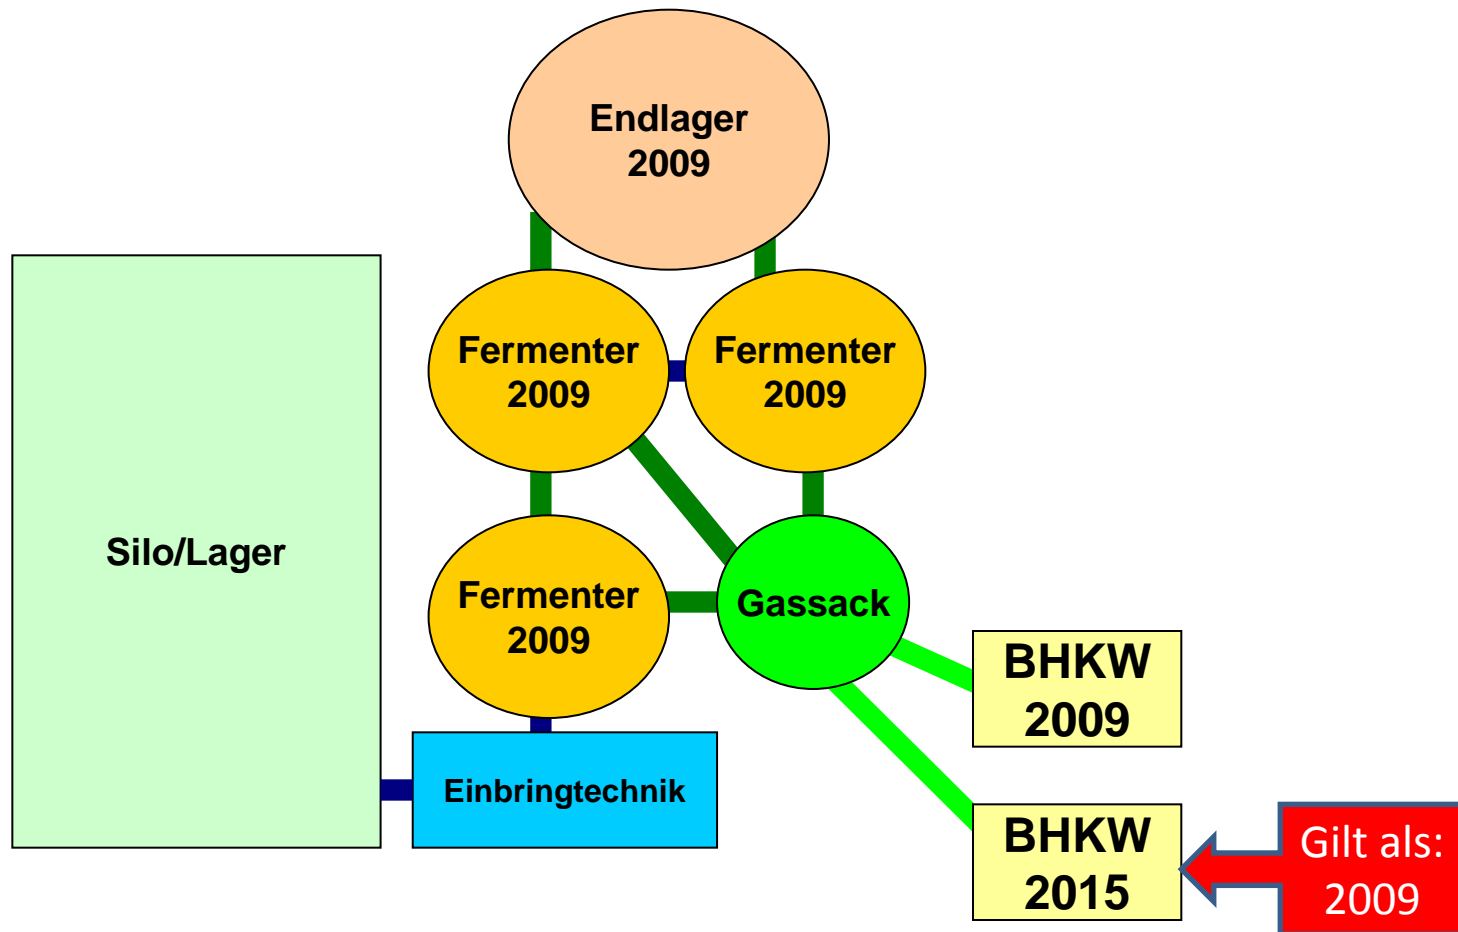 Endlager
2009
Fermenter
2009
Fermenter
2009
Silo/Lager
Fermenter
2009
Gassack
BHKW
2009
Einbringtechnik
BHKW
2015
Gilt als:
2009